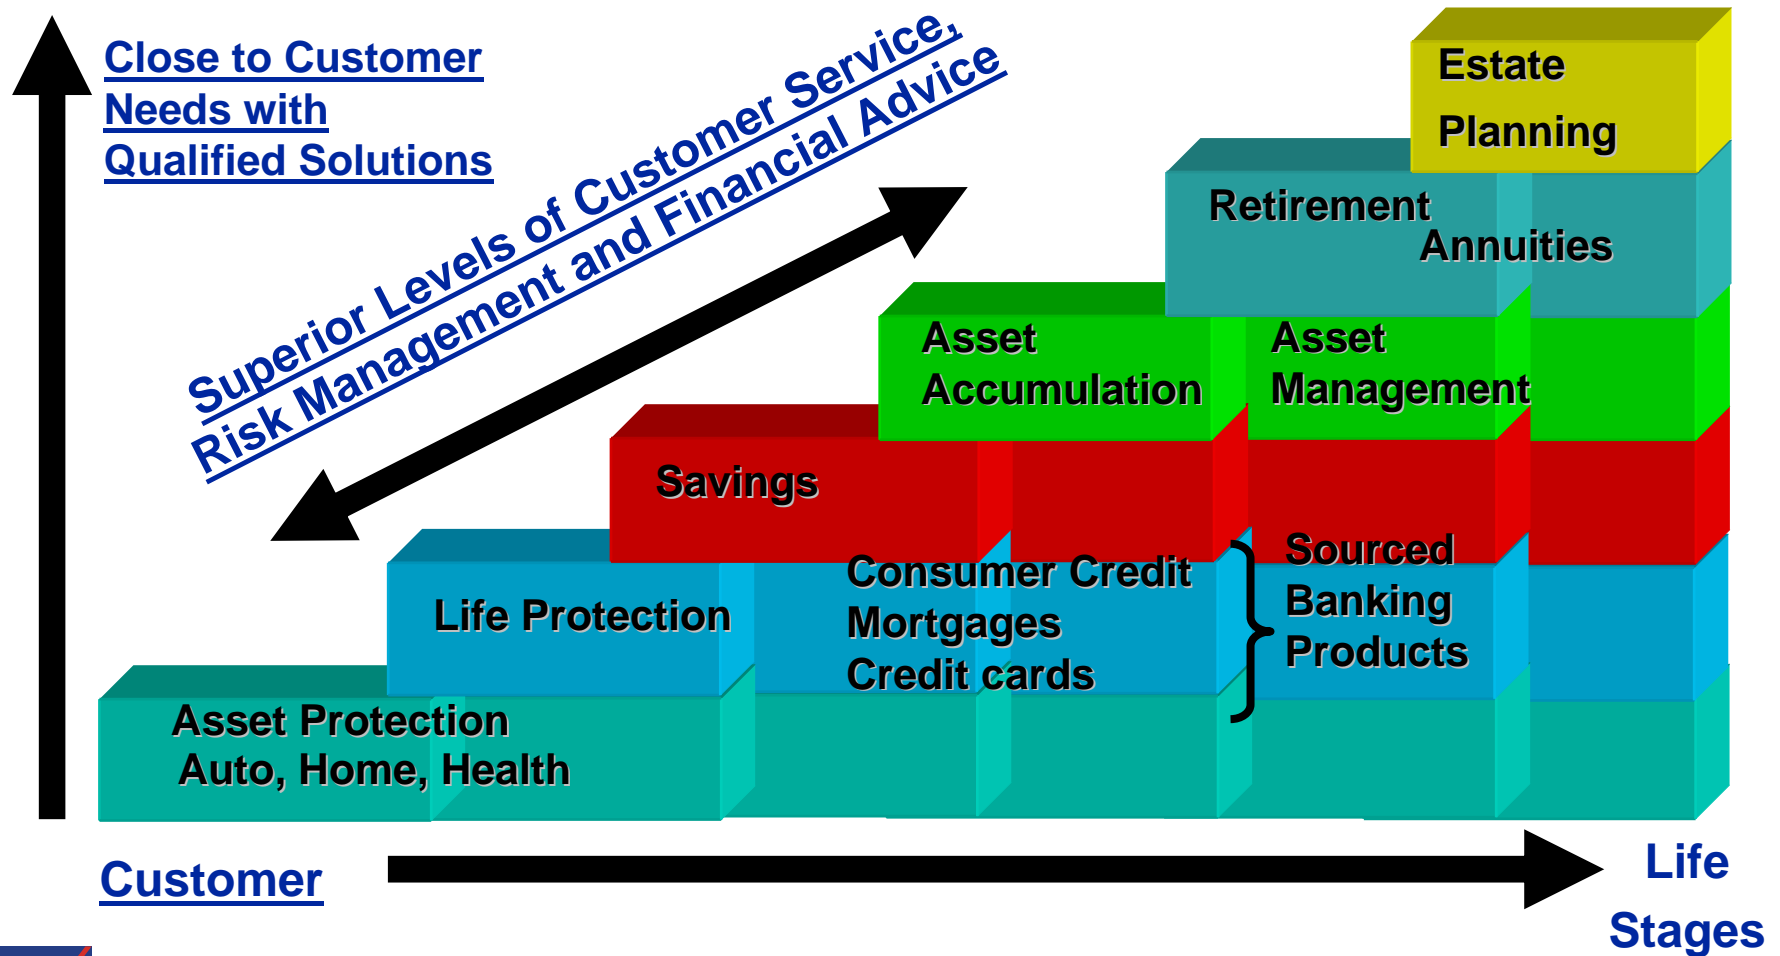 Close to Customer
Needs with
Qualified Solutions
Superior Levels of Customer Service,
Risk Management and Financial Advice
Estate
Planning
Retirement
Annuities
Asset
Accumulation
Asset
Management
Savings
Life Protection
Consumer Credit
Mortgages
Credit cards
Sourced
Banking
Products
Asset Protection
Auto, Home, Health
Customer
Life
Stages